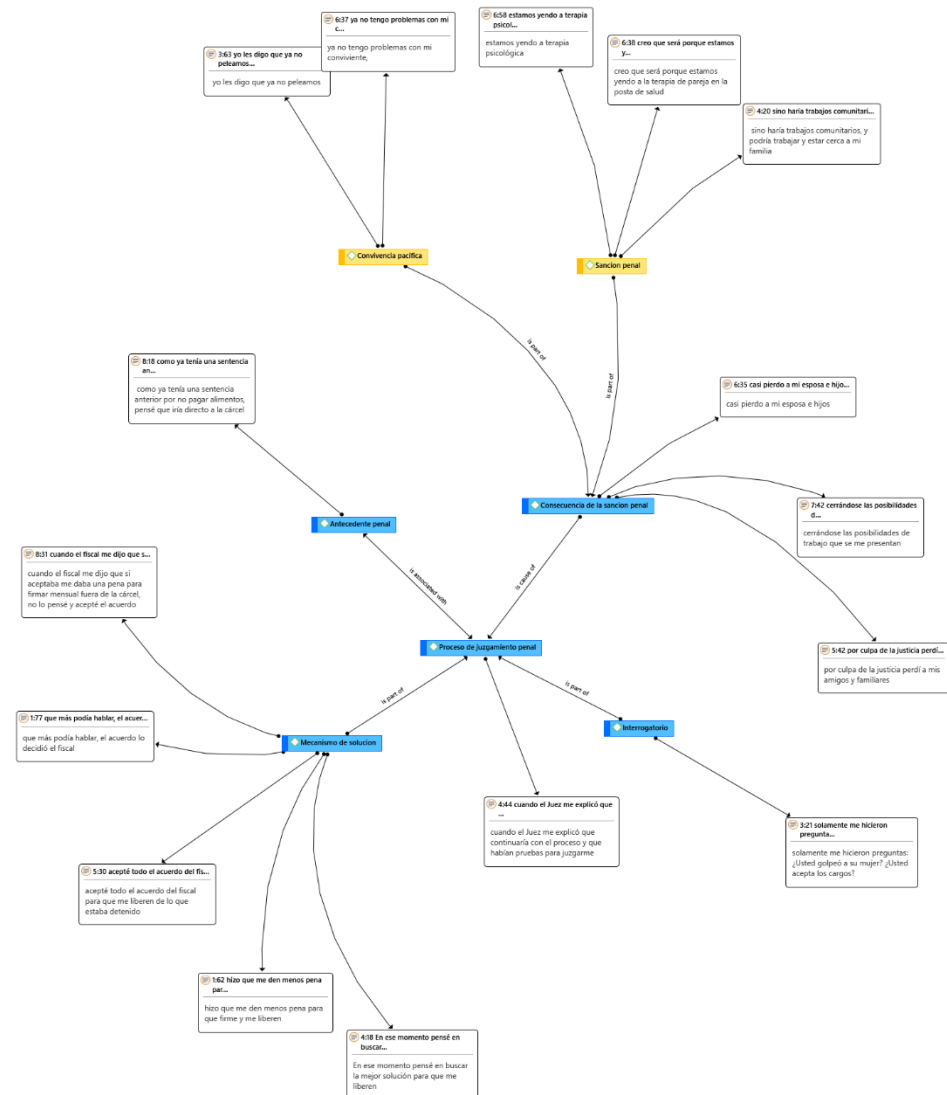 6:37 ya no tengo problemas con mi
c...
ya no tengo problemas con mi
conviviente,
3:63 yo les digo que ya no
peleamos...
yo les digo que ya no peleamos
6:58 estamos yendo a terapia
psicol...
estamos yendo a terapia
psicológica
6:38 creo que será porque estamos
y...
creo que será porque estamos
yendo a la terapia de pareja en la
posta de salud
4:20 sino haría trabajos comunitari...
sino haría trabajos comunitarios, y
podría trabajar y estar cerca a mi
familia
Convivencia pacifica
Sancion penal
is part of
is part of
8:18 como ya tenía una sentencia
an...
como ya tenía una sentencia
anterior por no pagar alimentos,
pensé que iría directo a la cárcel
6:35 casi pierdo a mi esposa e hijo...
casi pierdo a mi esposa e hijos
Consecuencia de la sancion penal
7:42 cerrándose las posibilidades
d...
cerrándose las posibilidades de
trabajo que se me presentan
Antecedente penal
8:31 cuando el fiscal me dijo que s...
cuando el fiscal me dijo que si
aceptaba me daba una pena para
firmar mensual fuera de la cárcel,
no lo pensé y acepté el acuerdo
is associated with
is cause of
Proceso de juzgamiento penal
5:42 por culpa de la justicia perdí...
por culpa de la justicia perdí a mis
amigos y familiares
is part of
is part of
1:77 que más podía hablar, el acuer...
que más podía hablar, el acuerdo lo
decidió el fiscal
Mecanismo de solucion
Interrogatorio
4:44 cuando el Juez me explicó que
...
cuando el Juez me explicó que
continuaría con el proceso y que
habían pruebas para juzgarme
3:21 solamente me hicieron
pregunta...
solamente me hicieron preguntas:
¿Usted golpeó a su mujer? ¿Usted
acepta los cargos?
5:30 acepté todo el acuerdo del fis...
acepté todo el acuerdo del fiscal
para que me liberen de lo que
estaba detenido
1:62 hizo que me den menos pena
par...
hizo que me den menos pena para
que firme y me liberen
4:18 En ese momento pensé en
buscar...
En ese momento pensé en buscar
la mejor solución para que me
liberen